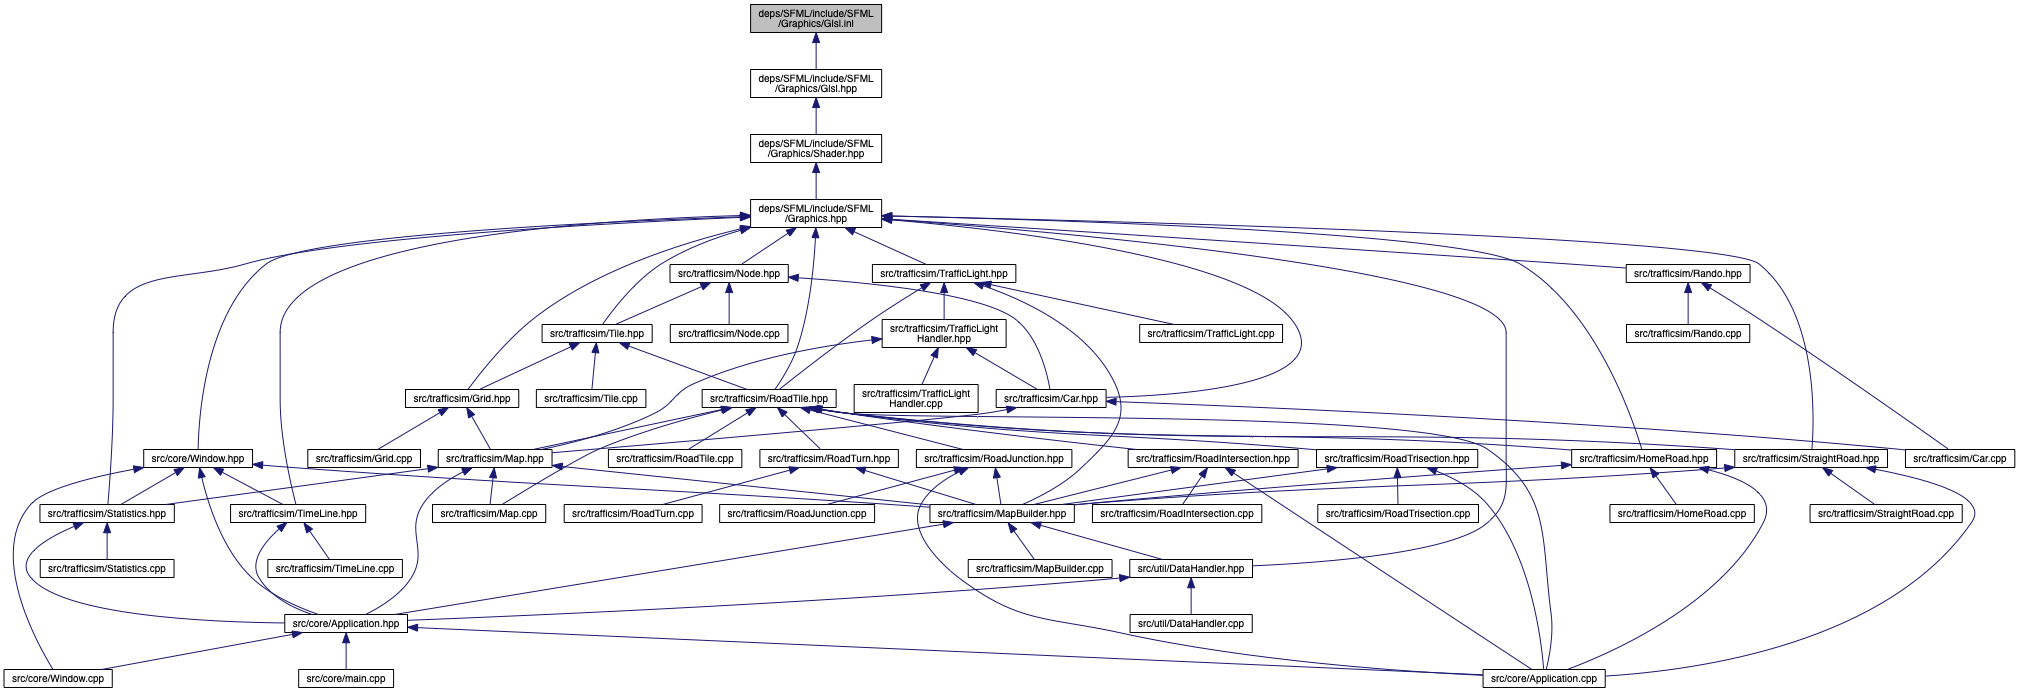 deps/SFML/include/SFML
/Graphics/Glsl.inl
deps/SFML/include/SFML
/Graphics/Glsl.hpp
deps/SFML/include/SFML
/Graphics/Shader.hpp
deps/SFML/include/SFML
/Graphics.hpp
src/trafficsim/Node.hpp
src/trafficsim/TrafficLight.hpp
src/trafficsim/Rando.hpp
src/trafficsim/Tile.hpp
src/trafficsim/Node.cpp
src/trafficsim/TrafficLight
Handler.hpp
src/trafficsim/TrafficLight.cpp
src/trafficsim/Rando.cpp
src/trafficsim/Grid.hpp
src/trafficsim/Tile.cpp
src/trafficsim/RoadTile.hpp
src/trafficsim/TrafficLight
Handler.cpp
src/trafficsim/Car.hpp
src/core/Window.hpp
src/trafficsim/Grid.cpp
src/trafficsim/Map.hpp
src/trafficsim/RoadTile.cpp
src/trafficsim/RoadTurn.hpp
src/trafficsim/RoadJunction.hpp
src/trafficsim/RoadIntersection.hpp
src/trafficsim/RoadTrisection.hpp
src/trafficsim/HomeRoad.hpp
src/trafficsim/StraightRoad.hpp
src/trafficsim/Car.cpp
src/trafficsim/Statistics.hpp
src/trafficsim/TimeLine.hpp
src/trafficsim/Map.cpp
src/trafficsim/RoadTurn.cpp
src/trafficsim/RoadJunction.cpp
src/trafficsim/MapBuilder.hpp
src/trafficsim/RoadIntersection.cpp
src/trafficsim/RoadTrisection.cpp
src/trafficsim/HomeRoad.cpp
src/trafficsim/StraightRoad.cpp
src/trafficsim/Statistics.cpp
src/trafficsim/TimeLine.cpp
src/trafficsim/MapBuilder.cpp
src/util/DataHandler.hpp
src/core/Application.hpp
src/util/DataHandler.cpp
src/core/Window.cpp
src/core/main.cpp
src/core/Application.cpp